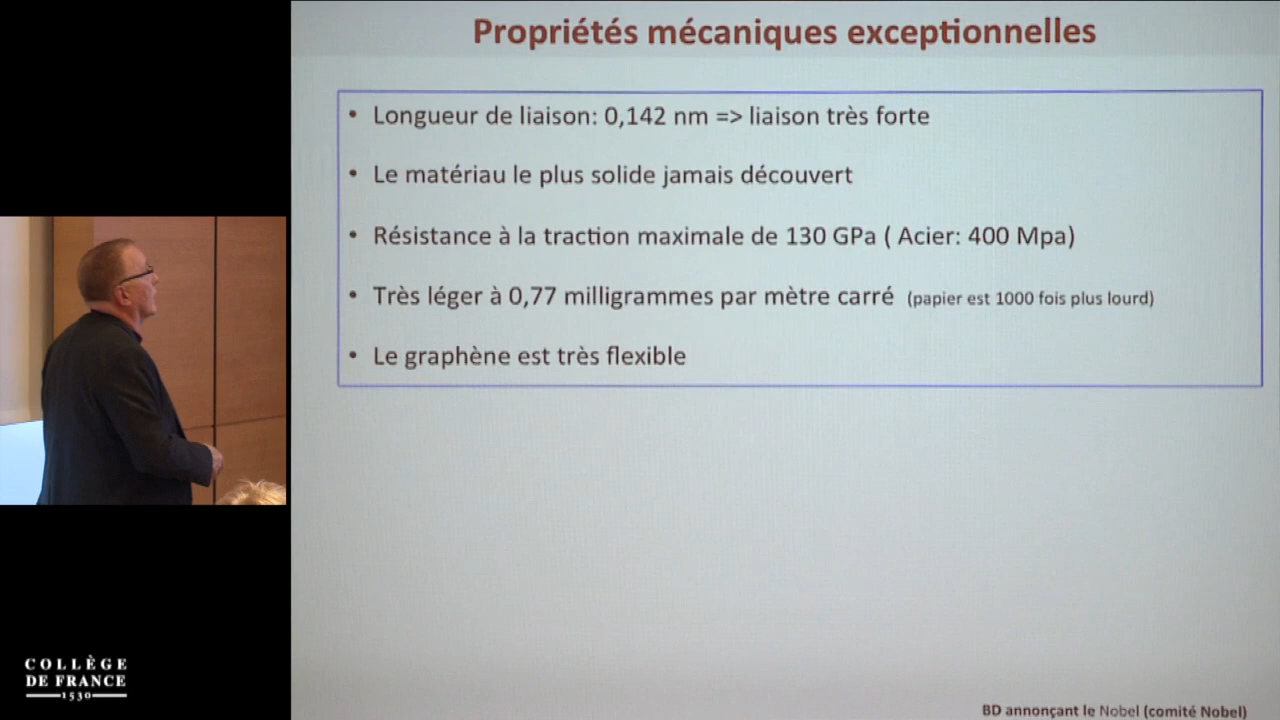 Propriétés mécaniques exceptionnelles
• Longueur de liaison: 0,142 nm => liaison très forte
• Le matériau le plus solide jamais découvert
• Résistance à la traction maximale de 130 GPa ( Acier: 400 Mpa)
• Très léger à 0,77 milligrammes par mètre carré (papier est 1000 fois plus lourd)
• Le graphène est très flexible
COLLÈGE
DE FRANCE
1530
BD annonçant le Nobel (comité Nobel)